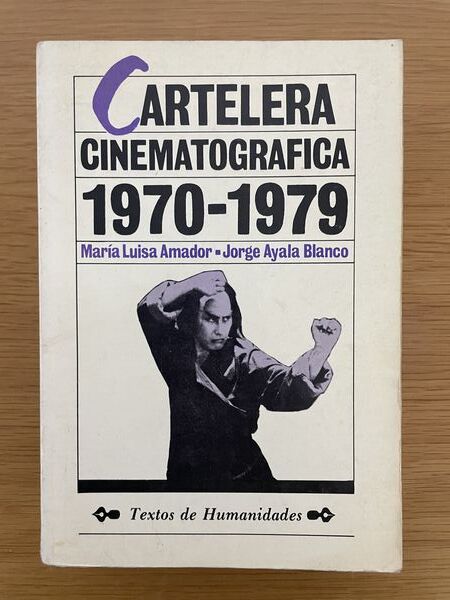 CARTELERA
CINEMATOGRAFICA
1970-1979
María Luisa Amador ▪ Jorge Ayala Blanco
Textos de Humanidades